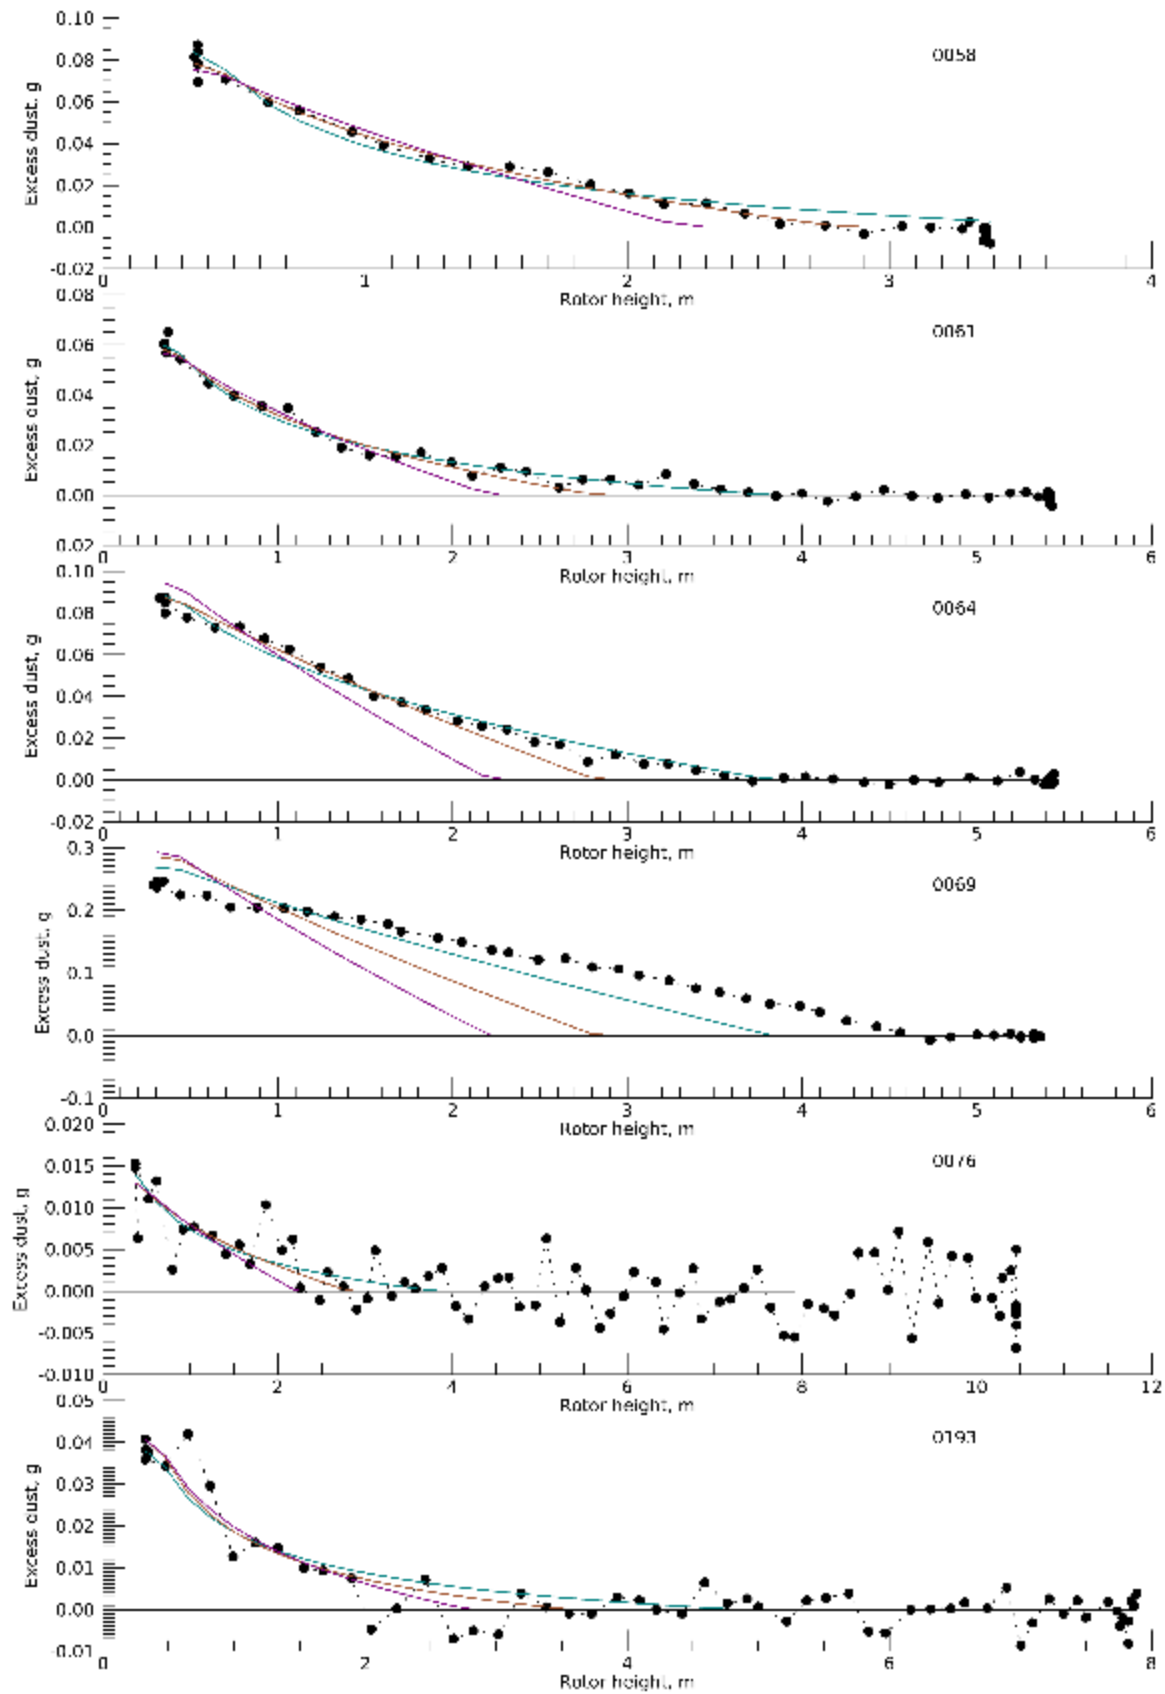 0.10
0.08
0.06
0.04
0.02
0.00
-0.02
Excess dust, g
0058
0 1 2 3 4
Rotor height, m
0.08
0.06
0.04
0.02
0.00
0.02
Excess dust, g
0061
0 1 2 3 4 5 6
Rotor height, m
0.10
0.08
0.06
0.04
0.02
0.00
-0.02
Excess dust, g
0064
0 1 2 3 4 5 6
Rotor height, m
0.3
0.2
0.1
0.0
-0.1
Excess dust, g
0069
0 1 2 3 4 5 6
Rotor height, m
0.020
0.015
0.010
0.005
0.000
-0.005
-0.010
Excess dust, g
0076
0 2 4 6 8 10 12
Rotor height, m
0.05
0.04
0.03
0.02
0.01
0.00
-0.01
Excess dust, g
0193
0 2 4 6 8
Rotor height, m